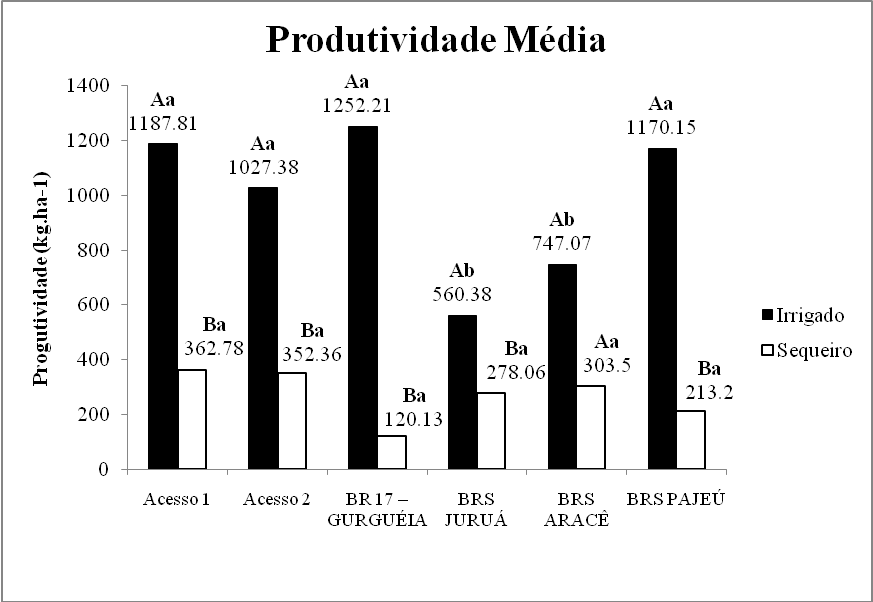 Produtividade Média
Progutividade (kg.ha-1)
1400
1200
1000
800
600
400
200
0
Aa
1187.81
Ba
362.78
Aa
1027.38
Ba
352.36
Aa
1252.21
Ba
120.13
Ab
560.38
Ba
278.06
Ab
747.07
Aa
303.5
Aa
1170.15
Ba
213.2
Acesso 1
Acesso 2
BR 17 –
GURGUÉIA
BRS
JURUÁ
BRS
ARACÊ
BRS PAJEÚ
Irrigado
Sequeiro